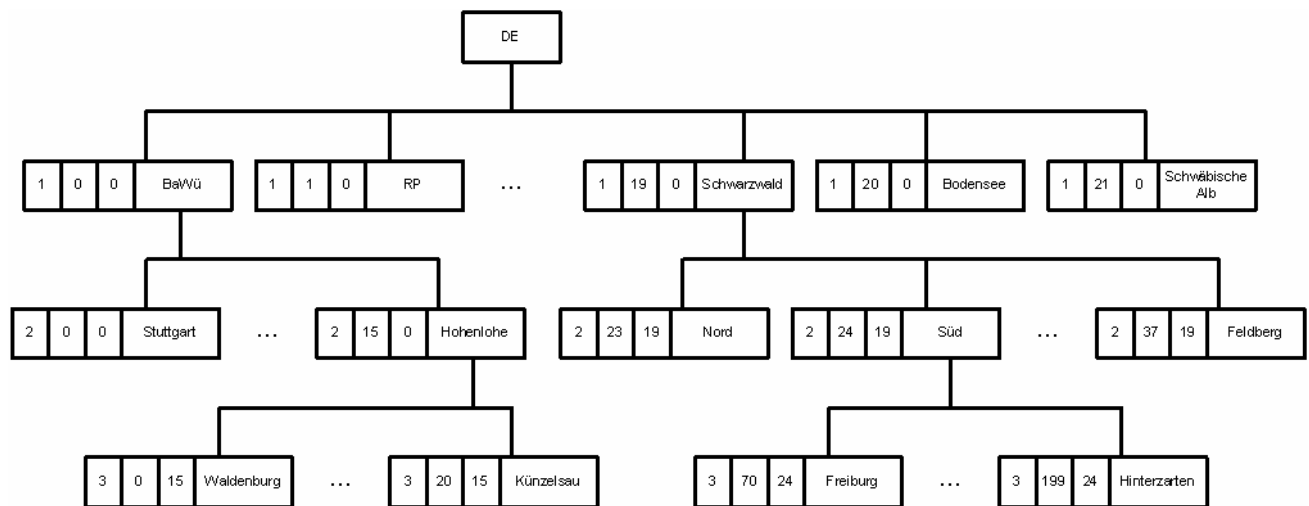 DE
1 0 0 BaWü 1 1 0 RP ... 1 19 0 Schwarzwald 1 20 0 Bodensee 1 21 0 Schwäbische
Alb
2 0 0 Stuttgart ... 2 15 0 Hohenlohe 2 23 19 Nord 2 24 19 Süd ... 2 37 19 Feldberg
3 0 15 Waldenburg ... 3 20 15 Künzelsau 3 70 24 Freiburg ... 3 199 24 Hinterzarten